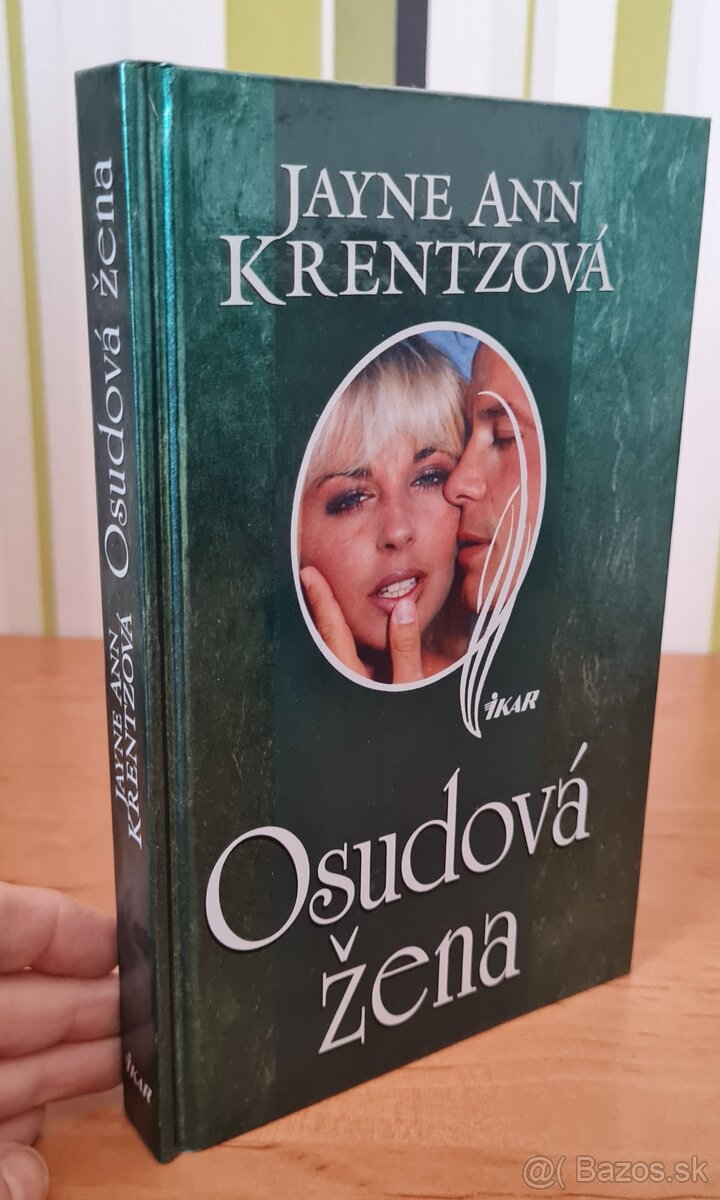 JAYNE ANN
KRENTZOVÁ
IKAR
Osudová
žena
JAYNE ANN
KRENTZOVÁ
Osudová žena
IKAR
@( Bazos.sk